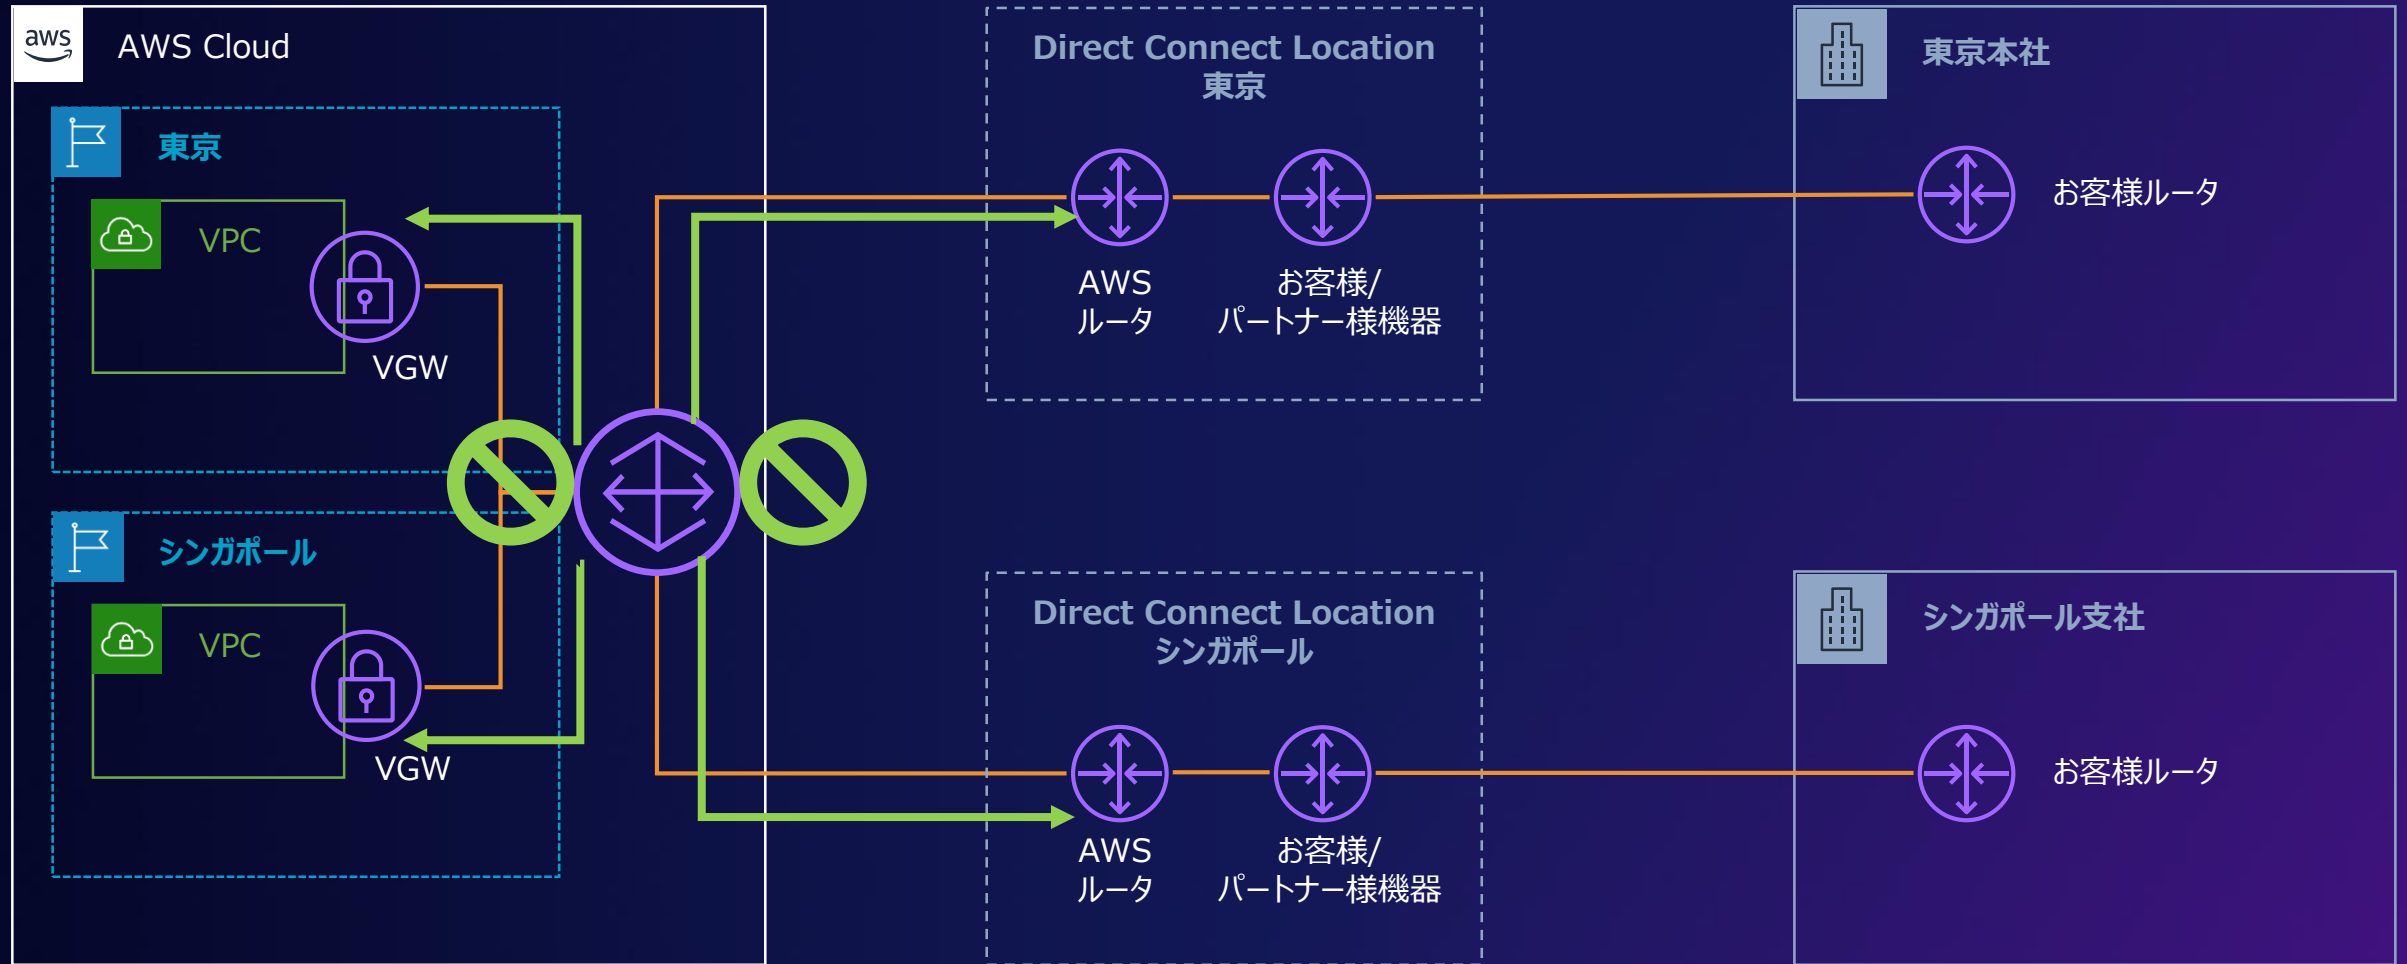 aws
AWS Cloud
東京
VPC
VGW
シンガポール
VPC
VGW
Direct Connect Location
東京
AWS
ルータ
お客様/
パートナー様機器
東京本社
お客様ルータ
Direct Connect Location
シンガポール
AWS
ルータ
お客様/
パートナー様機器
シンガポール支社
お客様ルータ